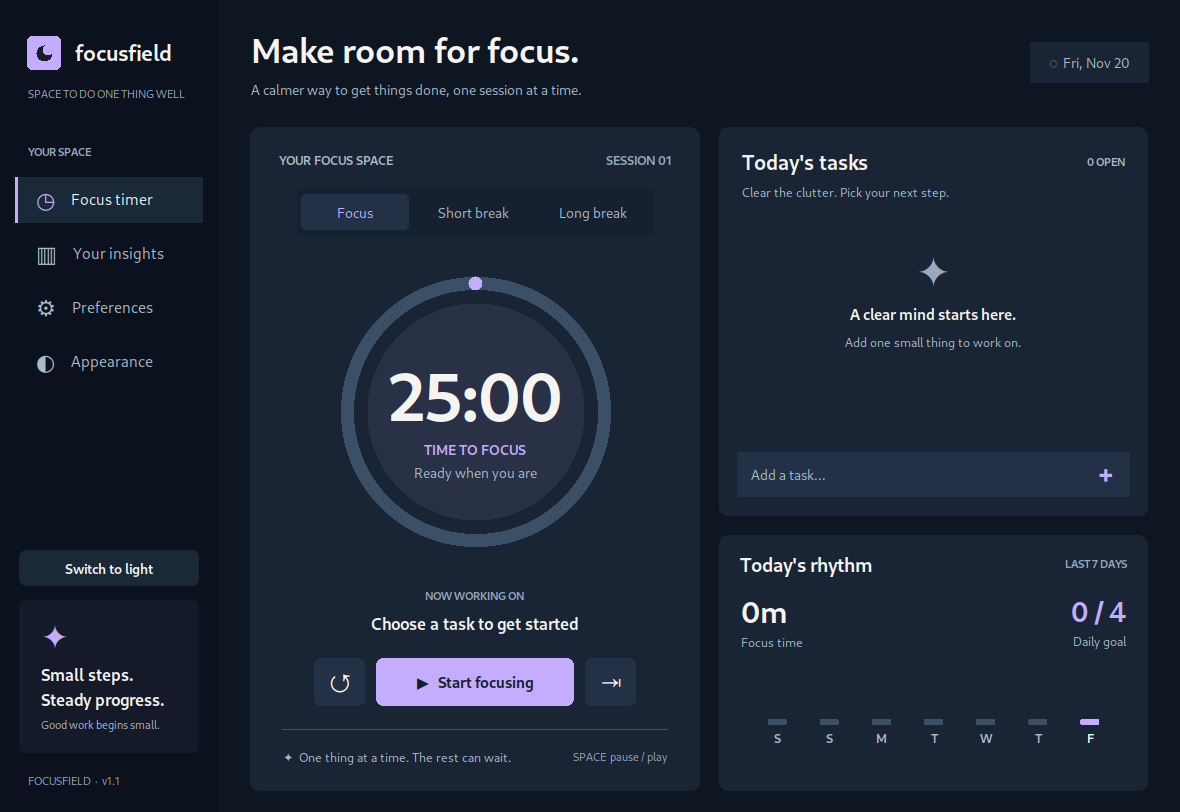 focusfield
SPACE TO DO ONE THING WELL
YOUR SPACE
Focus timer
Your insights
Preferences
Appearance
Switch to light
Small steps.
Steady progress.
Good work begins small.
FOCUSFIELD · v1.1
Make room for focus.
A calmer way to get things done, one session at a time.
Fri, Nov 20
YOUR FOCUS SPACE
SESSION 01
Focus
Short break
Long break
25:00
TIME TO FOCUS
Ready when you are
NOW WORKING ON
Choose a task to get started
Start focusing
One thing at a time. The rest can wait.
SPACE pause / play
Today's tasks
0 OPEN
Clear the clutter. Pick your next step.
A clear mind starts here.
Add one small thing to work on.
Add a task...
Today's rhythm
LAST 7 DAYS
0m
0 / 4
Focus time
Daily goal
S S M T W T F